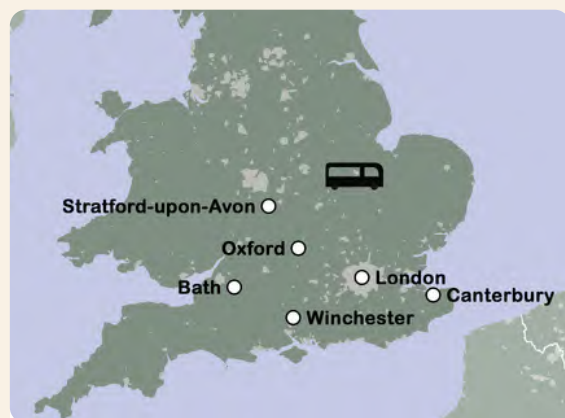 Stratford-upon-Avon
Oxford
London
Bath
Canterbury
Winchester